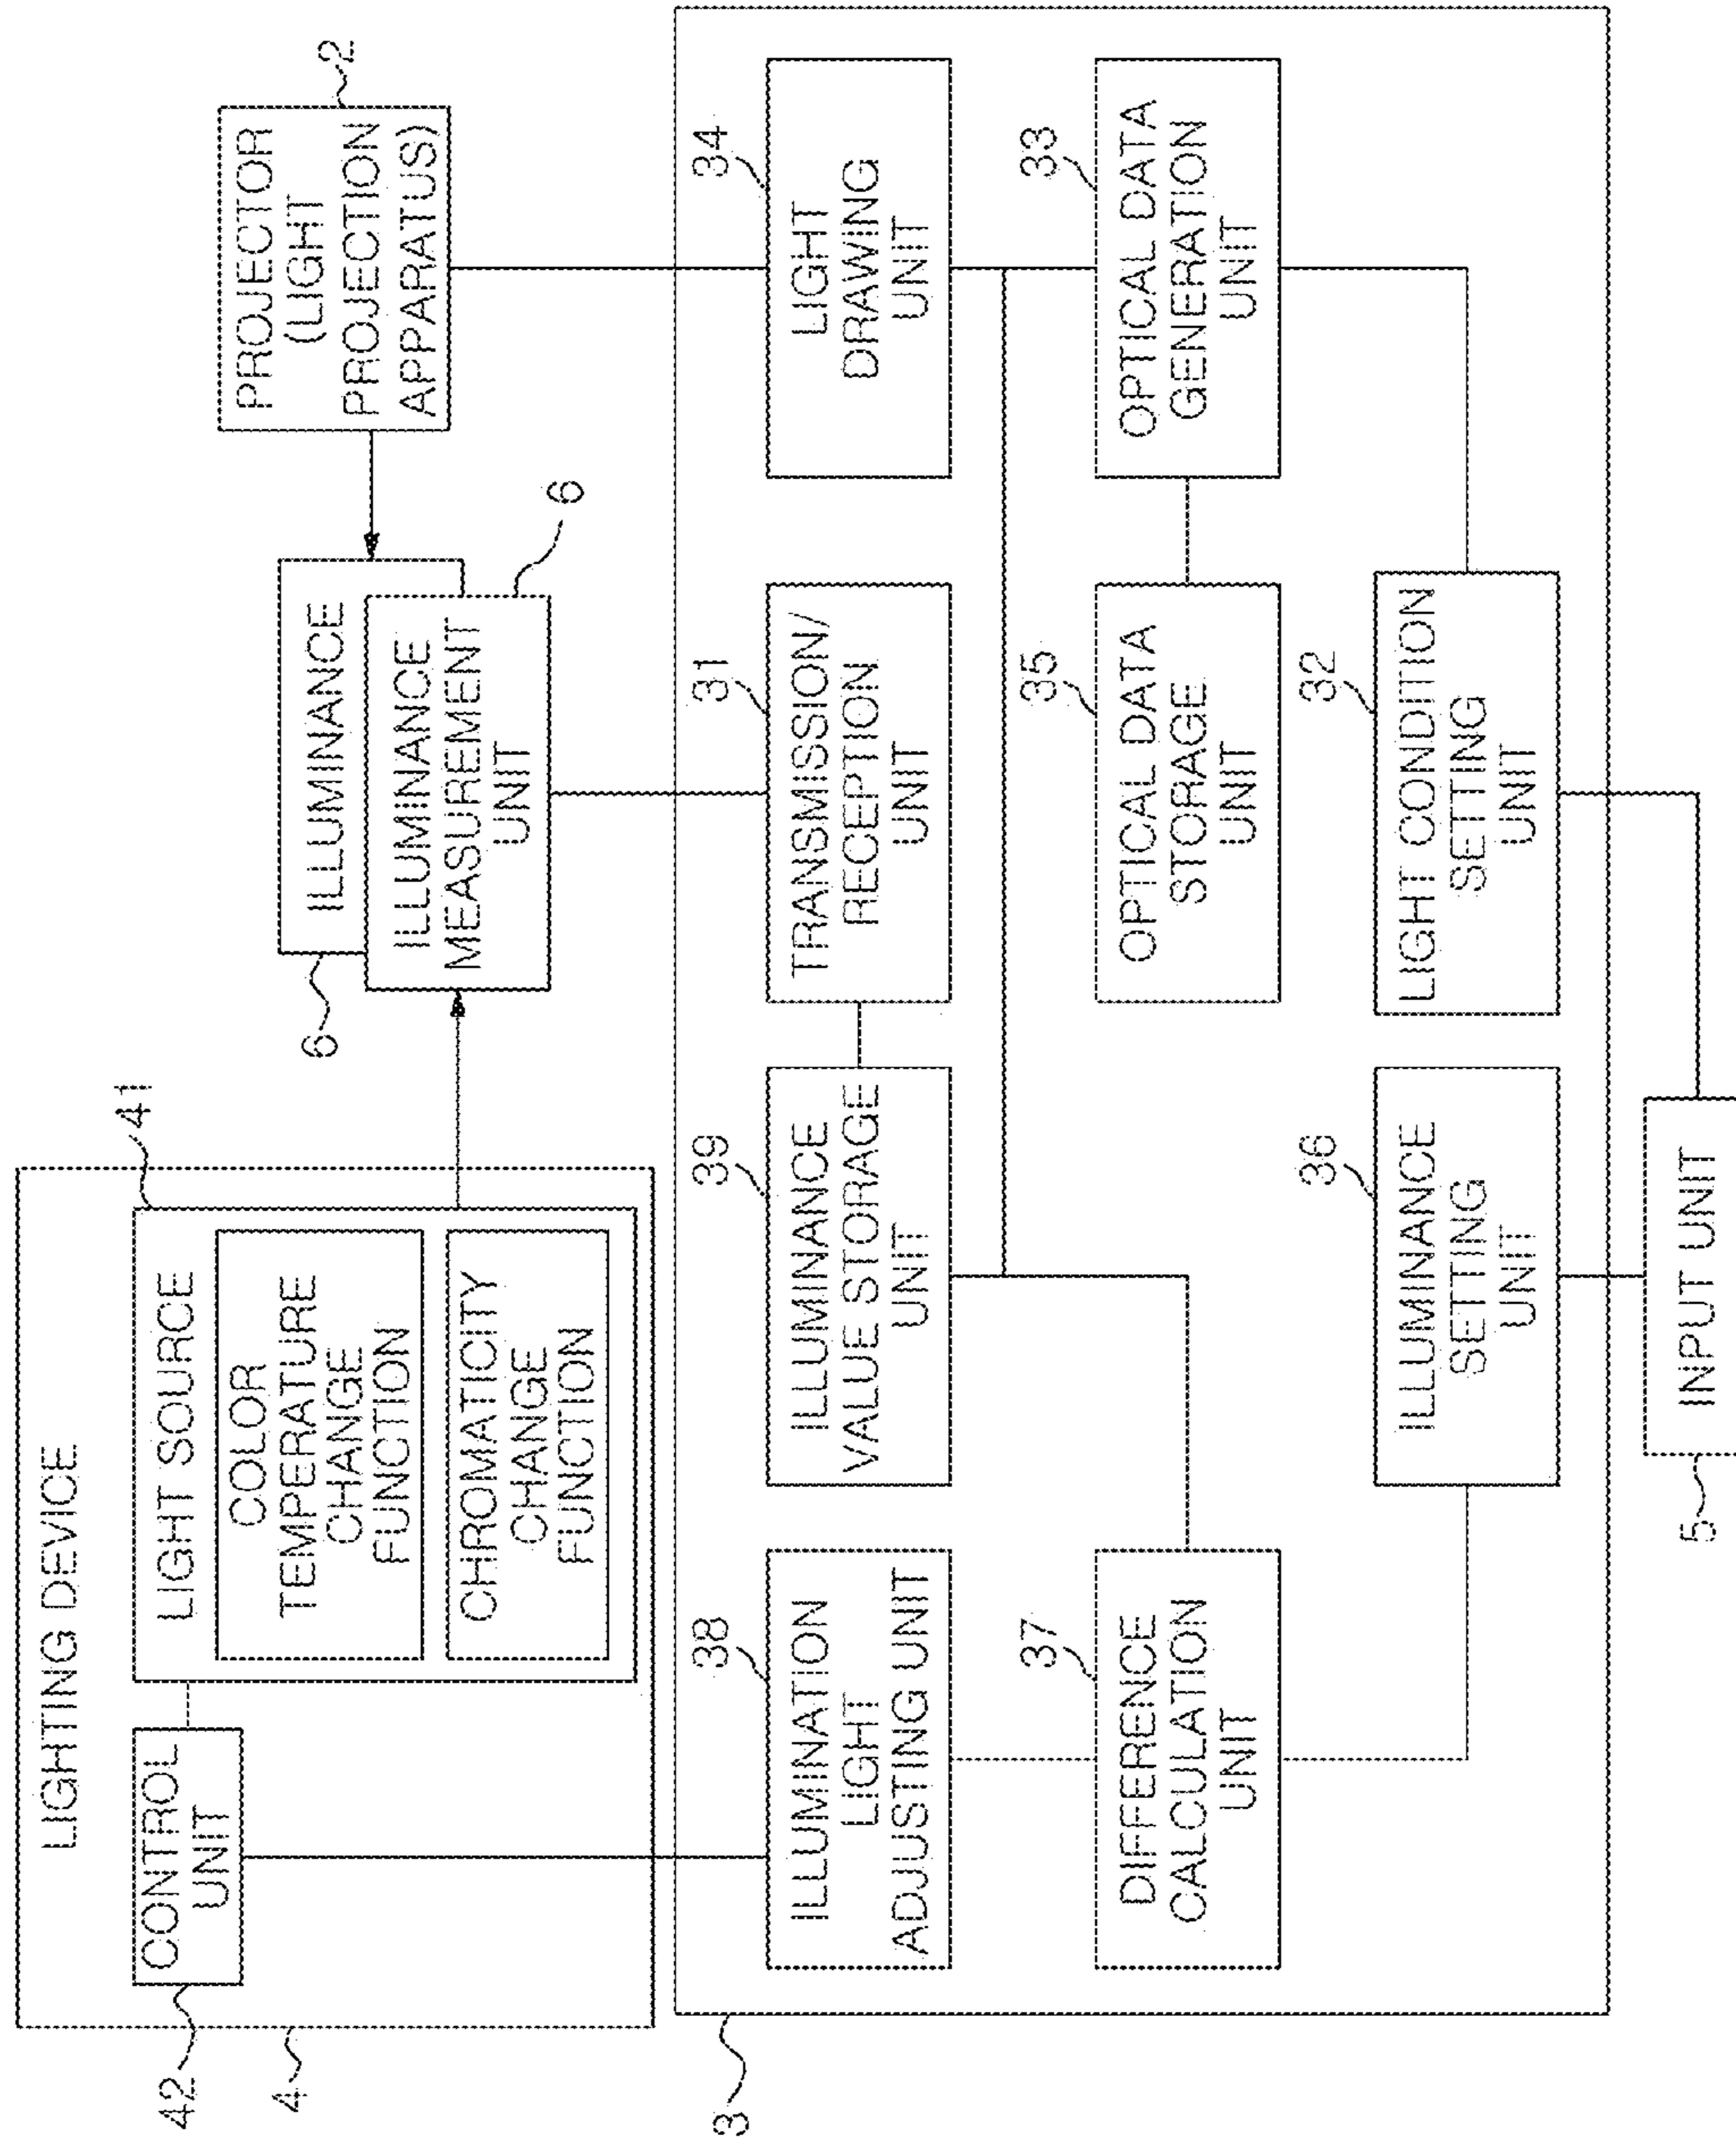 LIGHTING DEVICE
42
CONTROL
UNIT
4
LIGHT SOURCE
41
COLOR
TEMPERATURE
CHANGE
FUNCTION
CHROMATICITY
CHANGE
FUNCTION
6
ILLUMINANCE
ILLUMINANCE
MEASUREMENT
UNIT
6
PROJECTOR
(LIGHT
PROJECTION
APPARATUS)
2
3
38
ILLUMINATION
LIGHT
ADJUSTING UNIT
39
ILLUMINANCE
VALUE STORAGE
UNIT
31
TRANSMISSION/
RECEPTION
UNIT
34
LIGHT
DRAWING
UNIT
37
DIFFERENCE
CALCULATION
UNIT
35
OPTICAL DATA
STORAGE
UNIT
33
OPTICAL DATA
GENERATION
UNIT
36
ILLUMINANCE
SETTING
UNIT
32
LIGHT CONDITION
SETTING
UNIT
5
INPUT UNIT